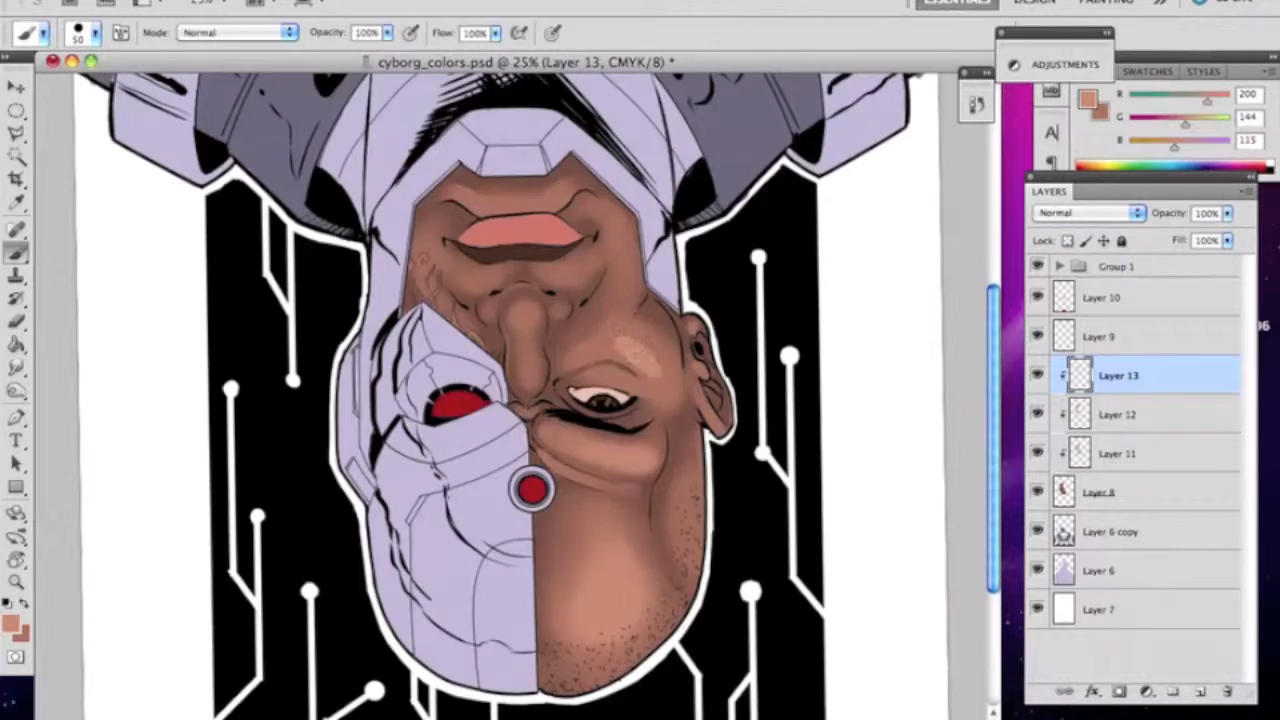 25%
ESSENTIALS DESIGN PAINTING
50 Mode: Normal Opacity: 100% Flow: 100%
cyborg_colors.psd @ 25% (Layer 13, CMYK/8) *
ADJUSTMENTS
SWATCHES STYLES
R 200
G 144
B 115
A
T
LAYERS
Normal Opacity: 100%
Lock: Fill: 100%
Group 1
Layer 10
Layer 9
Layer 13
Layer 12
Layer 11
Layer 8
Layer 6 copy
Layer 6
Layer 7
fx